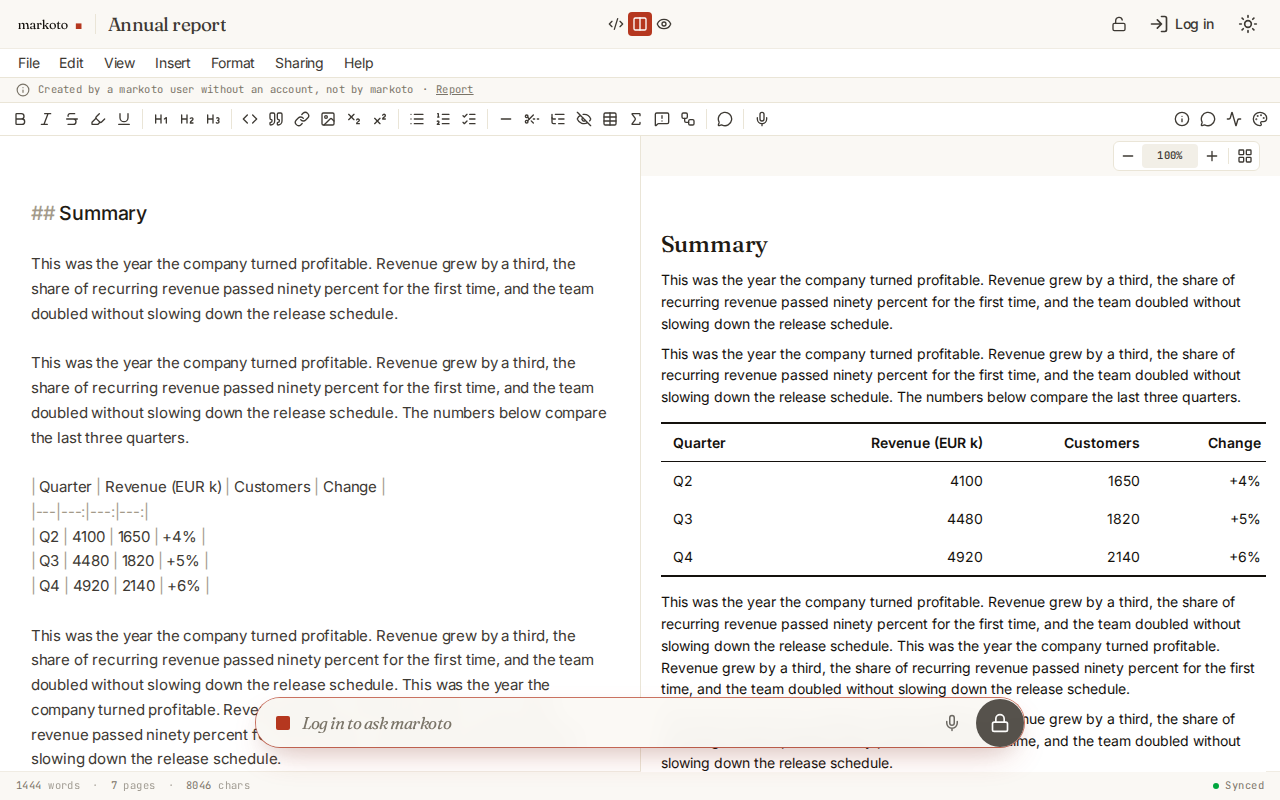 markoto
Annual report
Log in
File Edit View Insert Format Sharing Help
Created by a markoto user without an account, not by markoto · Report
H1 H2 H3
100%
## Summary
This was the year the company turned profitable. Revenue grew by a third, the
share of recurring revenue passed ninety percent for the first time, and the team
doubled without slowing down the release schedule.
This was the year the company turned profitable. Revenue grew by a third, the
share of recurring revenue passed ninety percent for the first time, and the team
doubled without slowing down the release schedule. The numbers below compare
the last three quarters.
| Quarter | Revenue (EUR k) | Customers | Change |
|---|---:|---:|---:|
| Q2 | 4100 | 1650 | +4% |
| Q3 | 4480 | 1820 | +5% |
| Q4 | 4920 | 2140 | +6% |
This was the year the company turned profitable. Revenue grew by a third, the
share of recurring revenue passed ninety percent for the first time, and the team
doubled without slowing down the release schedule. This was the year the
company turned profitable.
revenue passed ninety percent
slowing down the release schedule.
Summary
This was the year the company turned profitable. Revenue grew by a third, the share of
recurring revenue passed ninety percent for the first time, and the team doubled without
slowing down the release schedule.
This was the year the company turned profitable. Revenue grew by a third, the share of
recurring revenue passed ninety percent for the first time, and the team doubled without
slowing down the release schedule. The numbers below compare the last three quarters.
Quarter Revenue (EUR k) Customers Change
Q2 4100 1650 +4%
Q3 4480 1820 +5%
Q4 4920 2140 +6%
This was the year the company turned profitable. Revenue grew by a third, the share of
recurring revenue passed ninety percent for the first time, and the team doubled without
slowing down the release schedule. This was the year the company turned profitable.
Revenue grew by a third, the share of recurring revenue passed ninety percent for the first
time, and the team doubled without slowing down the release schedule.
grew by a third, the share of
and the team doubled without
slowing down the release schedule.
Log in to ask markoto
1444 words · 7 pages · 8046 chars
Synced